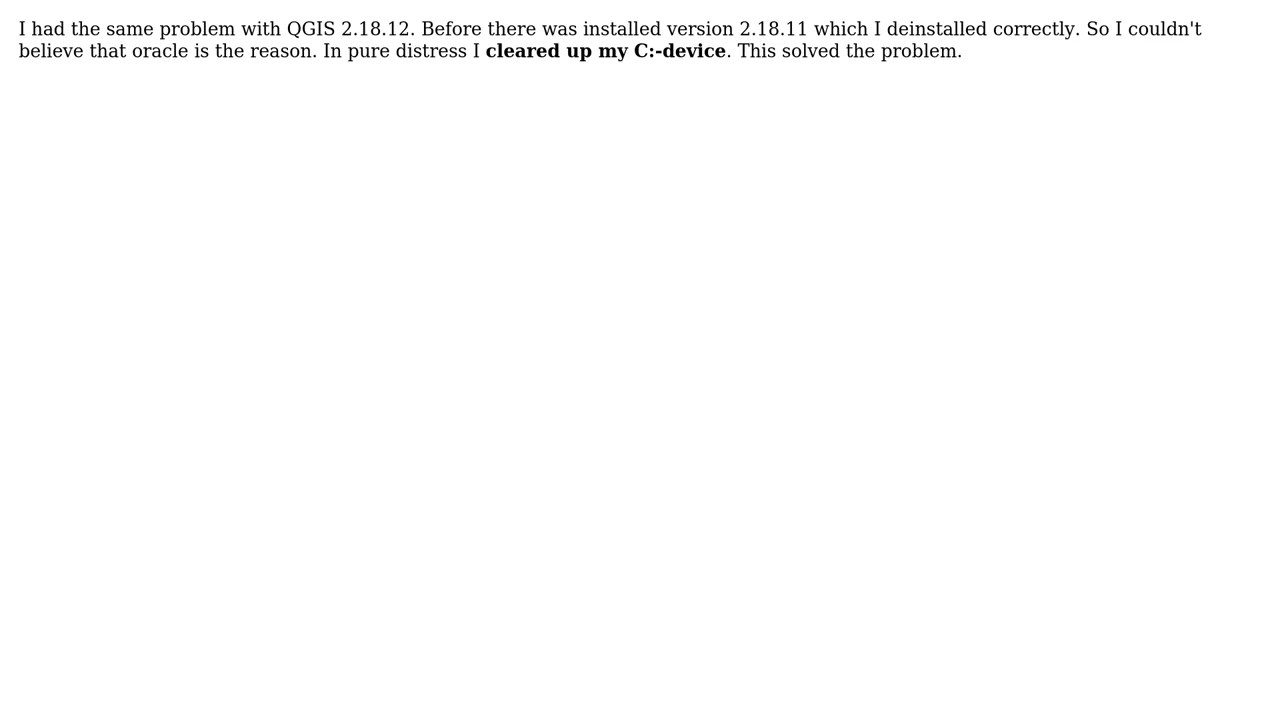 I had the same problem with QGIS 2.18.12. Before there was installed version 2.18.11 which I deinstalled correctly. So I couldn't
believe that oracle is the reason. In pure distress I cleared up my C:-device. This solved the problem.